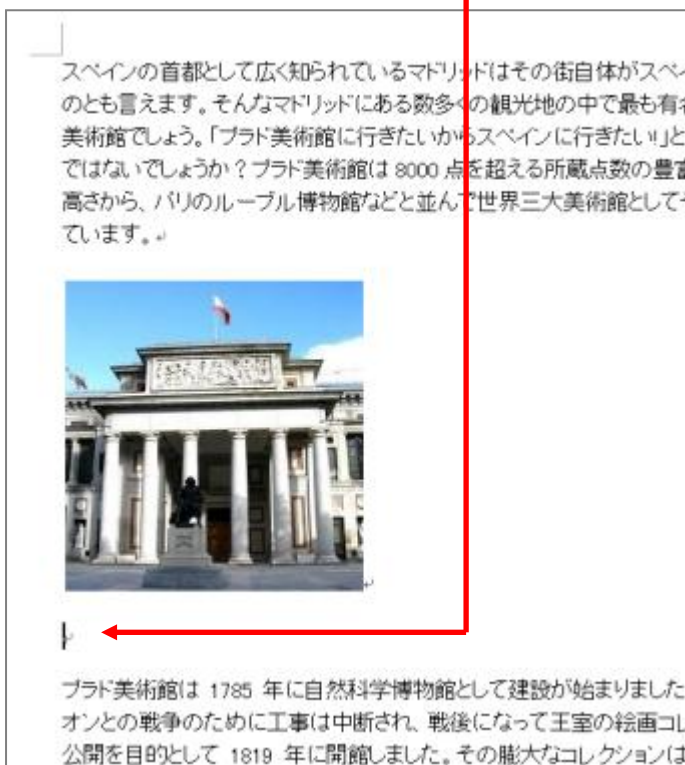 スペインの首都として広く知られているマドリッドはその街自体がスペ
のとも言えます。そんなマドリッドにある数多くの観光地の中で最も有名
美術館でしょう。「プラド美術館に行きたいからスペインに行きたい!」と
ではないでしょうか?プラド美術館は 8000 点を超える所蔵点数の豊富
高さから、パリのルーブル博物館などと並んで世界三大美術館としてそ
ています。
プラド美術館は 1785 年に自然科学博物館として建設が始まりました
オンとの戦争のために工事は中断され、戦後になって王室の絵画コレ
公開を目的として 1819 年に開館しました。その膨大なコレクションは